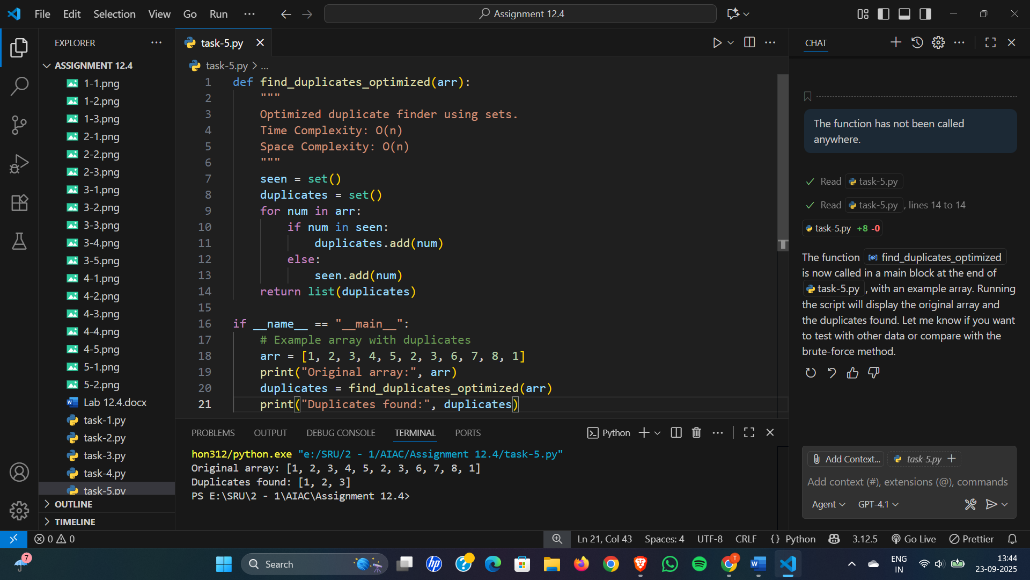 File Edit Selection View Go Run ···
Assignment 12.4
EXPLORER ···
ASSIGNMENT 12.4
1-1.png
1-2.png
1-3.png
2-1.png
2-2.png
2-3.png
3-1.png
3-2.png
3-3.png
3-4.png
3-5.png
4-1.png
4-2.png
4-3.png
4-4.png
4-5.png
5-1.png
5-2.png
Lab 12.4.docx
task-1.py
task-2.py
task-3.py
task-4.py
task-5.py
OUTLINE
TIMELINE
task-5.py
task-5.py > ...
1 def find_duplicates_optimized(arr):
2 """
3 Optimized duplicate finder using sets.
4 Time Complexity: O(n)
5 Space Complexity: O(n)
6 """
7 seen = set()
8 duplicates = set()
9 for num in arr:
10 if num in seen:
11 duplicates.add(num)
12 else:
13 seen.add(num)
14 return list(duplicates)
15
16 if __name__ == "__main__":
17 # Example array with duplicates
18 arr = [1, 2, 3, 4, 5, 2, 3, 6, 7, 8, 1]
19 print("Original array:", arr)
20 duplicates = find_duplicates_optimized(arr)
21 print("Duplicates found:", duplicates)
PROBLEMS OUTPUT DEBUG CONSOLE TERMINAL PORTS
Python
hon312/python.exe "e:/SRU/2 - 1/AIAC/Assignment 12.4/task-5.py"
Original array: [1, 2, 3, 4, 5, 2, 3, 6, 7, 8, 1]
Duplicates found: [1, 2, 3]
PS E:\SRU\2 - 1\AIAC\Assignment 12.4>
CHAT
The function has not been called
anywhere.
Read task-5.py
Read task-5.py , lines 14 to 14
task-5.py +8 -0
The function find_duplicates_optimized
is now called in a main block at the end of
task-5.py , with an example array. Running
the script will display the original array and
the duplicates found. Let me know if you want
to test with other data or compare with the
brute-force method.
Add Context... task-5.py
Add context (#), extensions (@), commands
Agent GPT-4.1
0 0
Ln 21, Col 43 Spaces: 4 UTF-8 CRLF {} Python 3.12.5 Go Live Prettier
7
Search
ENG
IN
13:44
23-09-2025